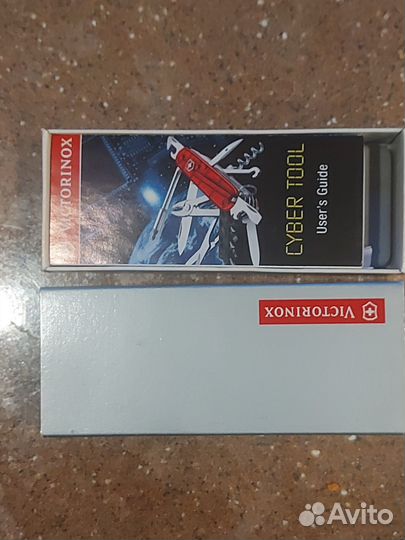 VICTORINOX
CYBER TOOL
User's Guide
VICTORINOX
Avito